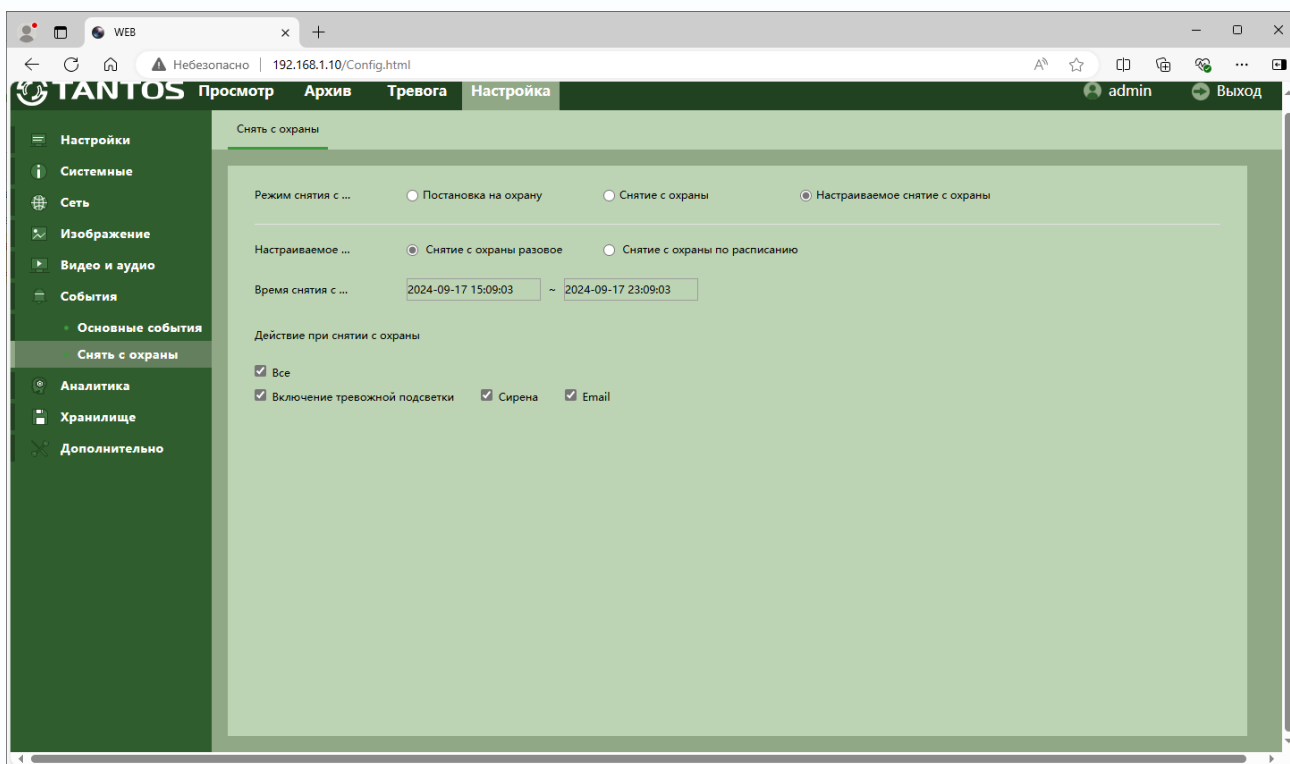 WEB
Небезопасно 192.168.1.10/Config.html
TANTOS Просмотр Архив Тревога Настройка admin Выход
Снять с охраны
Настройки
Системные
Сеть
Изображение
Видео и аудио
События
Основные события
Снять с охраны
Аналитика
Хранилище
Дополнительно
Режим снятия с ... Постановка на охрану Снятие с охраны Настраиваемое снятие с охраны
Настраиваемое ... Снятие с охраны разовое Снятие с охраны по расписанию
Время снятия с ... 2024-09-17 15:09:03 ~ 2024-09-17 23:09:03
Действие при снятии с охраны
Все
Включение тревожной подсветки Сирена Email